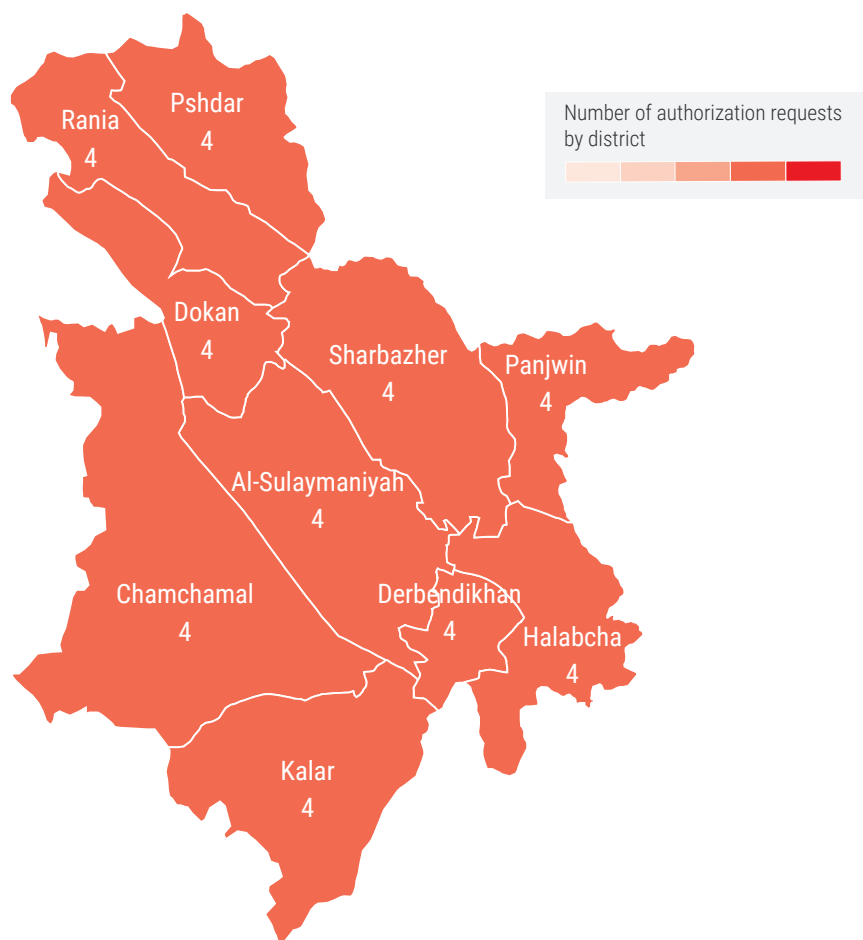 Pshdar
4
Rania
4
Number of authorization requests
by district
Dokan
4
Sharbazher
4
Panjwin
4
Al-Sulaymaniyah
4
Chamchamal
4
Derbendikhan
4
Halabcha
4
Kalar
4